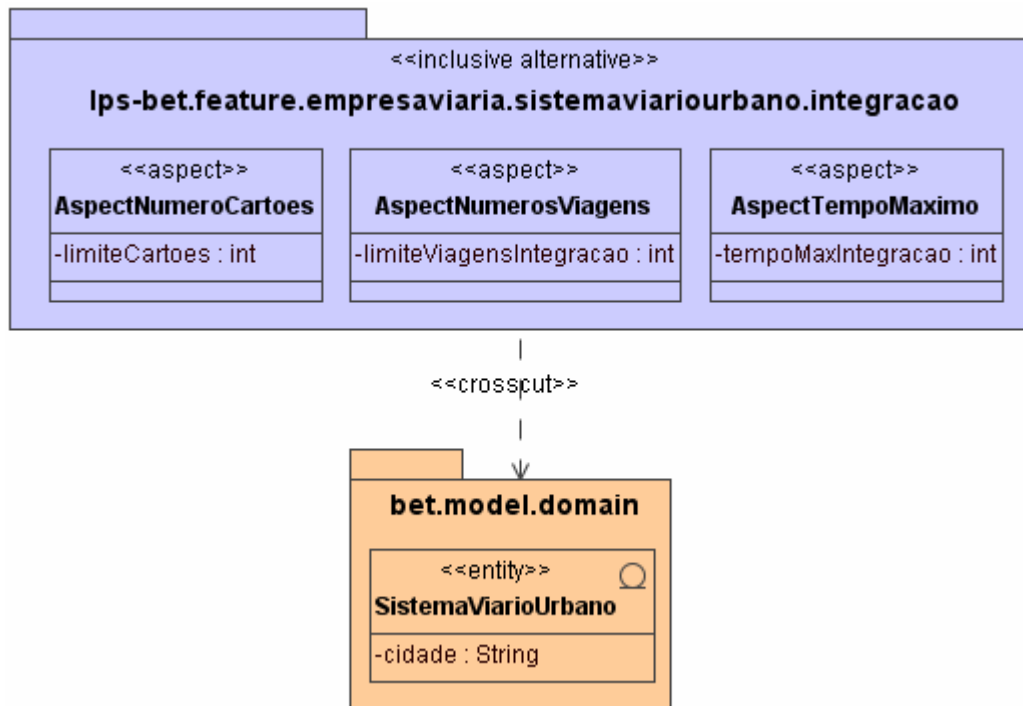 <<inclusive alternative>>
lps-bet.feature.empresaviaria.sistemaviariourbano.integracao
<<aspect>>
AspectNumeroCartoes
-limiteCartoes : int
<<aspect>>
AspectNumerosViagens
-limiteViagensIntegracao : int
<<aspect>>
AspectTempoMaximo
-tempoMaxIntegracao : int
<<crosscut>>
bet.model.domain
<<entity>>
SistemaViarioUrbano
-cidade : String